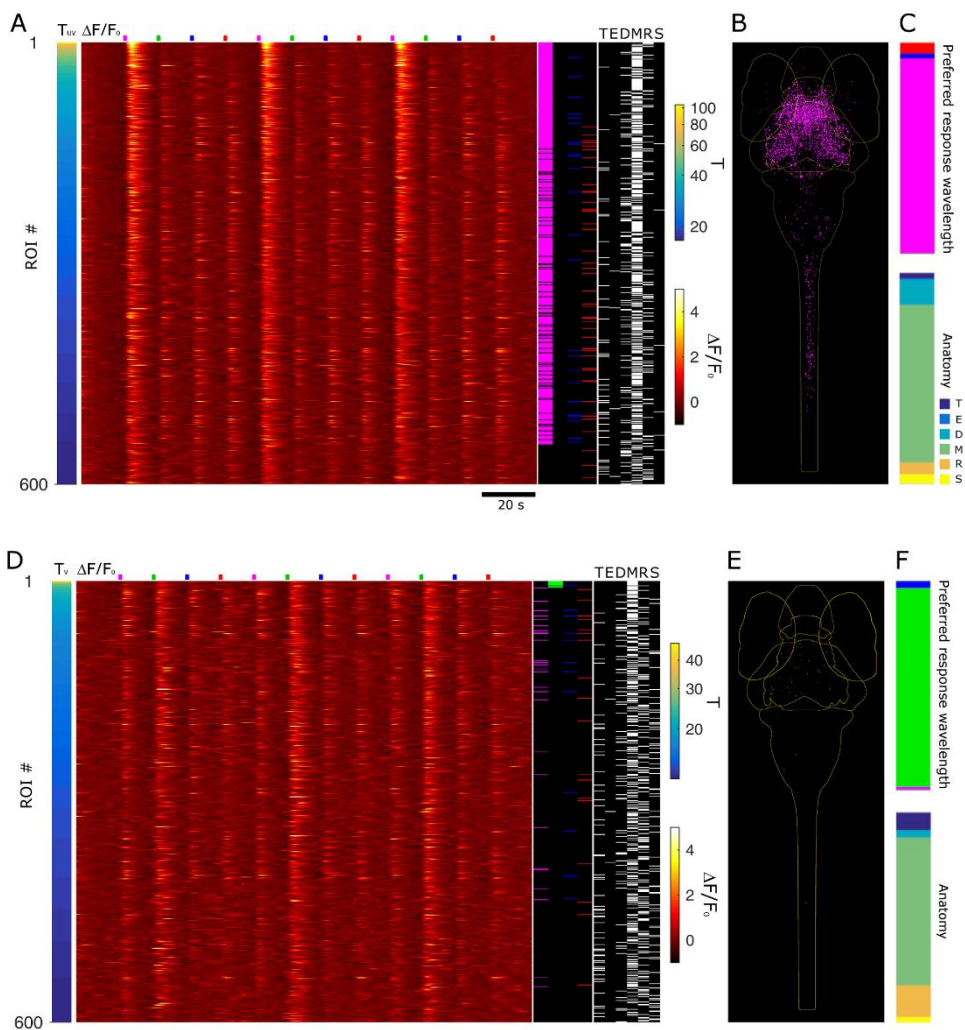 A
T_uv ΔF/F₀
TEDMRS
B
C
1
ROI #
600
100
80
60
40
20
T
4
2
0
ΔF/F₀
20 s
Preferred response wavelength
Anatomy
T
E
D
M
R
S
D
T_v ΔF/F₀
TEDMRS
E
F
1
ROI #
600
40
30
20
T
4
2
0
ΔF/F₀
Preferred response wavelength
Anatomy